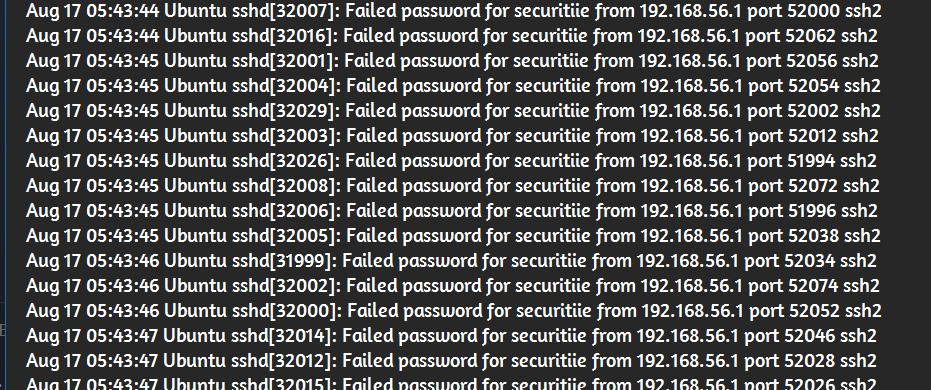 Aug 17 05:43:44 Ubuntu sshd[32007]: Failed password for securitiie from 192.168.56.1 port 52000 ssh2
Aug 17 05:43:44 Ubuntu sshd[32016]: Failed password for securitiie from 192.168.56.1 port 52062 ssh2
Aug 17 05:43:45 Ubuntu sshd[32001]: Failed password for securitiie from 192.168.56.1 port 52056 ssh2
Aug 17 05:43:45 Ubuntu sshd[32004]: Failed password for securitiie from 192.168.56.1 port 52054 ssh2
Aug 17 05:43:45 Ubuntu sshd[32029]: Failed password for securitiie from 192.168.56.1 port 52002 ssh2
Aug 17 05:43:45 Ubuntu sshd[32003]: Failed password for securitiie from 192.168.56.1 port 52012 ssh2
Aug 17 05:43:45 Ubuntu sshd[32026]: Failed password for securitiie from 192.168.56.1 port 51994 ssh2
Aug 17 05:43:45 Ubuntu sshd[32008]: Failed password for securitiie from 192.168.56.1 port 52072 ssh2
Aug 17 05:43:45 Ubuntu sshd[32006]: Failed password for securitiie from 192.168.56.1 port 51996 ssh2
Aug 17 05:43:45 Ubuntu sshd[32005]: Failed password for securitiie from 192.168.56.1 port 52038 ssh2
Aug 17 05:43:46 Ubuntu sshd[31999]: Failed password for securitiie from 192.168.56.1 port 52034 ssh2
Aug 17 05:43:46 Ubuntu sshd[32002]: Failed password for securitiie from 192.168.56.1 port 52074 ssh2
Aug 17 05:43:46 Ubuntu sshd[32000]: Failed password for securitiie from 192.168.56.1 port 52052 ssh2
Aug 17 05:43:47 Ubuntu sshd[32014]: Failed password for securitiie from 192.168.56.1 port 52046 ssh2
Aug 17 05:43:47 Ubuntu sshd[32012]: Failed password for securitiie from 192.168.56.1 port 52028 ssh2
Aug 17 05:43:47 Ubuntu sshd[32015]: Failed password for securitiie from 192.168.56.1 port 52026 ssh2